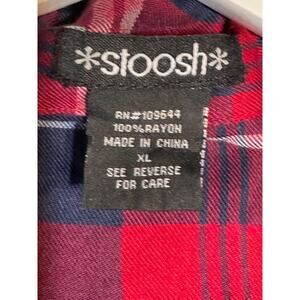 *stoosh*
RN#109644
100%RAYON
MADE IN CHINA
XL
SEE REVERSE
FOR CARE